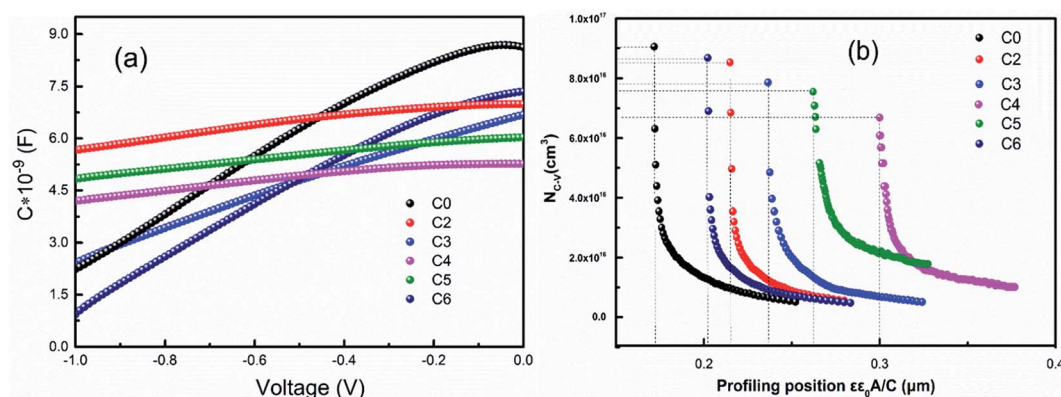 (a)
C*10⁻⁹ (F)
9.0
7.5
6.0
4.5
3.0
1.5
0.0
-1.0
-0.8
-0.6
-0.4
-0.2
0.0
Voltage (V)
C0
C2
C3
C4
C5
C6
(b)
N_C-V(cm³)
1.0x10¹⁷
8.0x10¹⁶
6.0x10¹⁶
4.0x10¹⁶
2.0x10¹⁶
0.0
0.2
0.3
0.4
Profiling position εε₀A/C (μm)
C0
C2
C3
C4
C5
C6